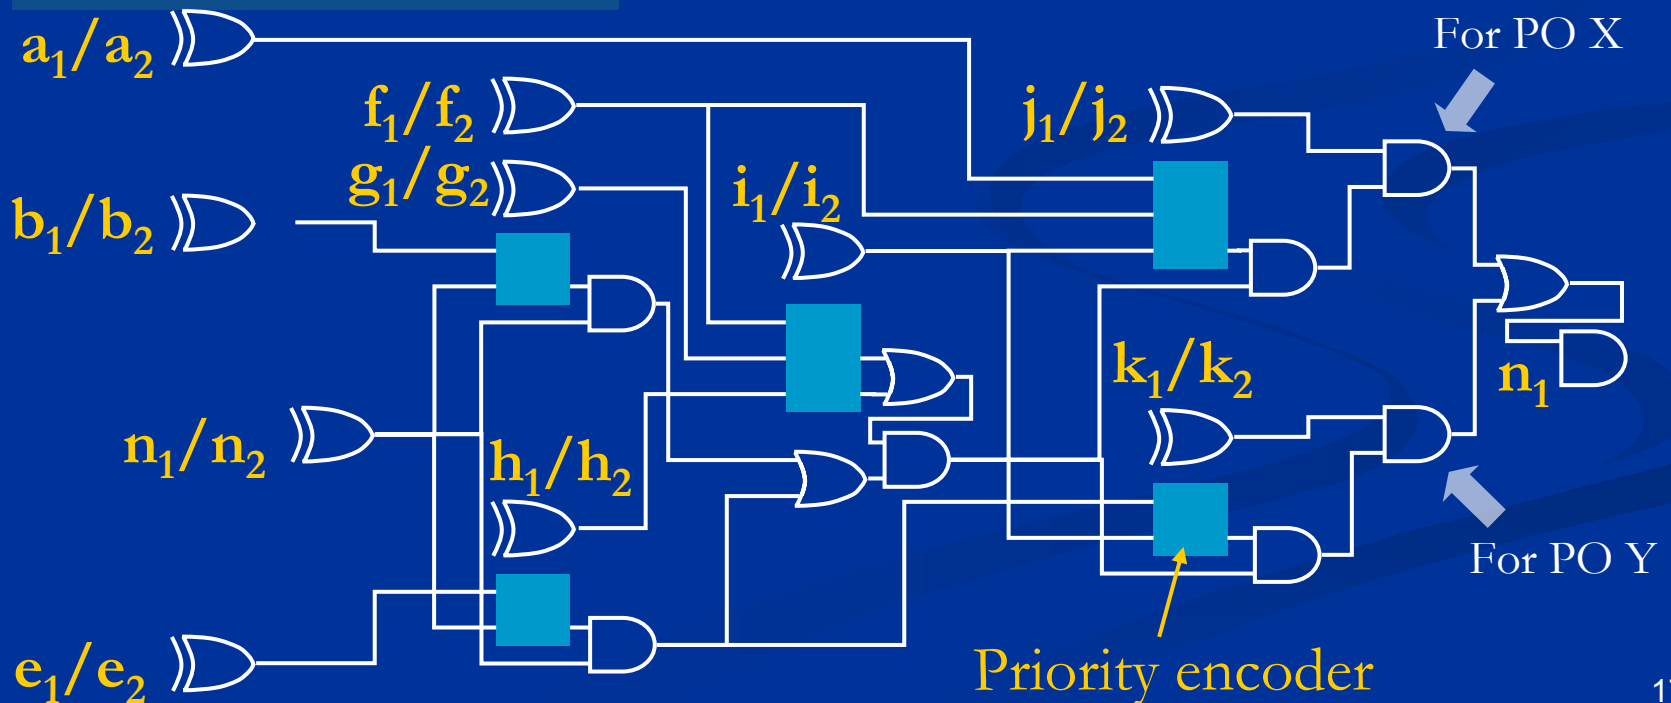 For PO X
a₁/a₂
f₁/f₂
j₁/j₂
g₁/g₂
i₁/i₂
b₁/b₂
k₁/k₂
n₁
n₁/n₂
h₁/h₂
For PO Y
e₁/e₂
Priority encoder